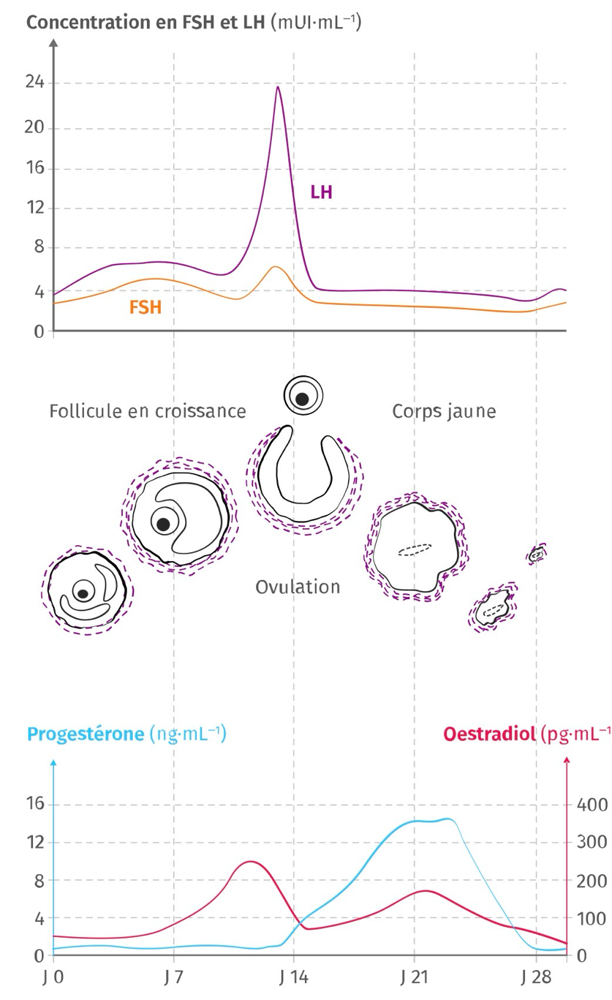 Concentration en FSH et LH (mUI·mL⁻¹)
24
20
16
12
8
4
0
LH
FSH
Follicule en croissance
Corps jaune
Ovulation
Progestérone (ng·mL⁻¹)
Oestradiol (pg·mL⁻¹
16
12
8
4
0
400
300
200
100
0
J 0
J 7
J 14
J 21
J 28